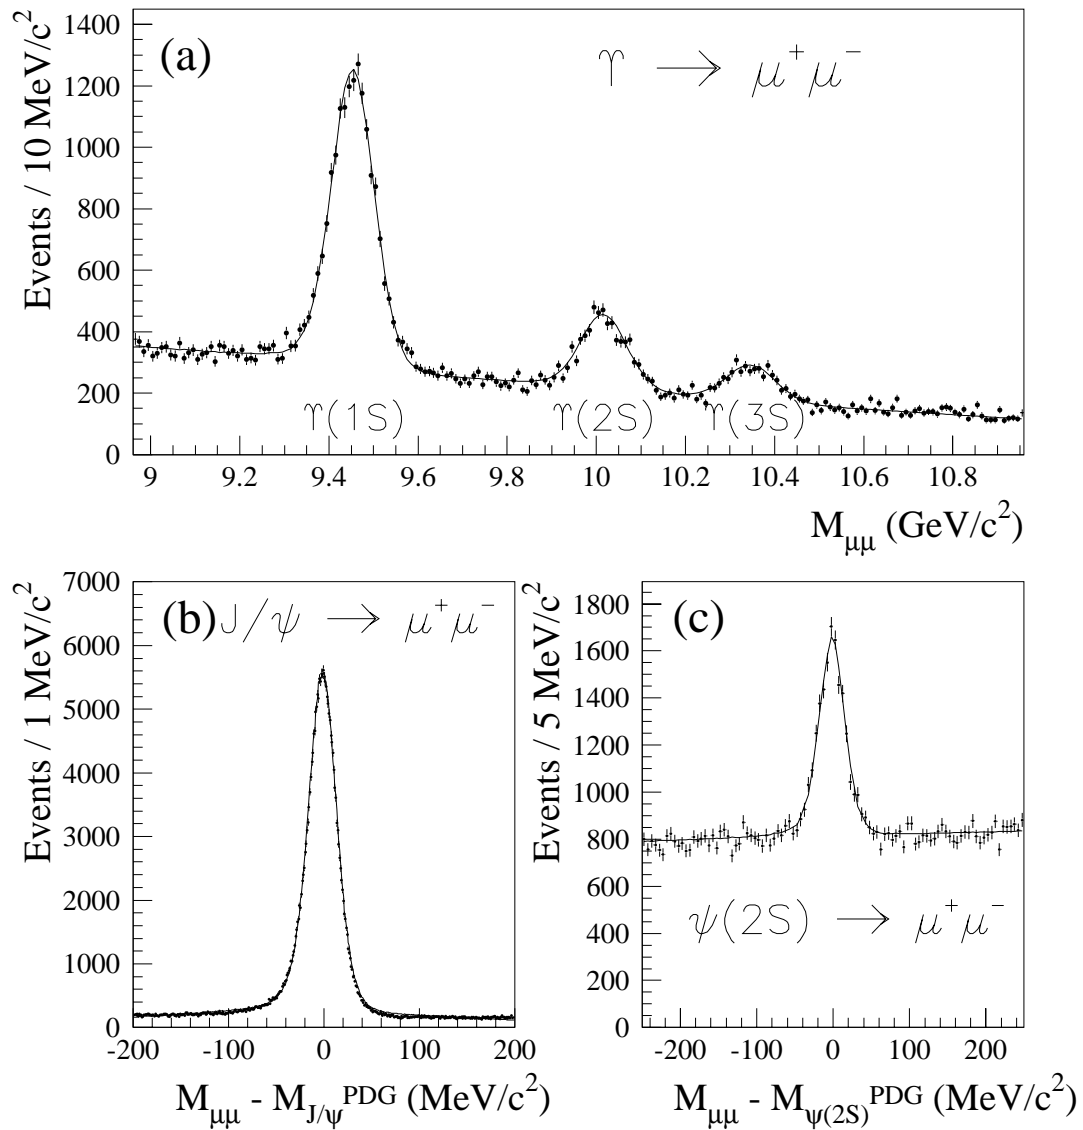 (a)
ϒ ⟶ μ⁺μ⁻
Events / 10 MeV/c²
1400
1200
1000
800
600
400
200
0
ϒ(1S) ϒ(2S) ϒ(3S)
9 9.2 9.4 9.6 9.8 10 10.2 10.4 10.6 10.8
M_μμ (GeV/c²)
(b) J/ψ ⟶ μ⁺μ⁻
Events / 1 MeV/c²
7000
6000
5000
4000
3000
2000
1000
0
-200 -100 0 100 200
M_μμ - M_J/ψ^PDG (MeV/c²)
(c)
Events / 5 MeV/c²
1800
1600
1400
1200
1000
800
600
400
200
0
ψ(2S) ⟶ μ⁺μ⁻
-200 -100 0 100 200
M_μμ - M_ψ(2S)^PDG (MeV/c²)